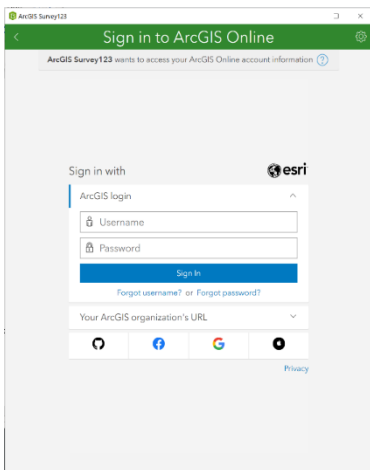 ArcGIS Survey123
Sign in to ArcGIS Online
ArcGIS Survey123 wants to access your ArcGIS Online account information ?
Sign in with
esri
ArcGIS login
Username
Password
Sign In
Forgot username? or Forgot password?
Your ArcGIS organization's URL
Privacy